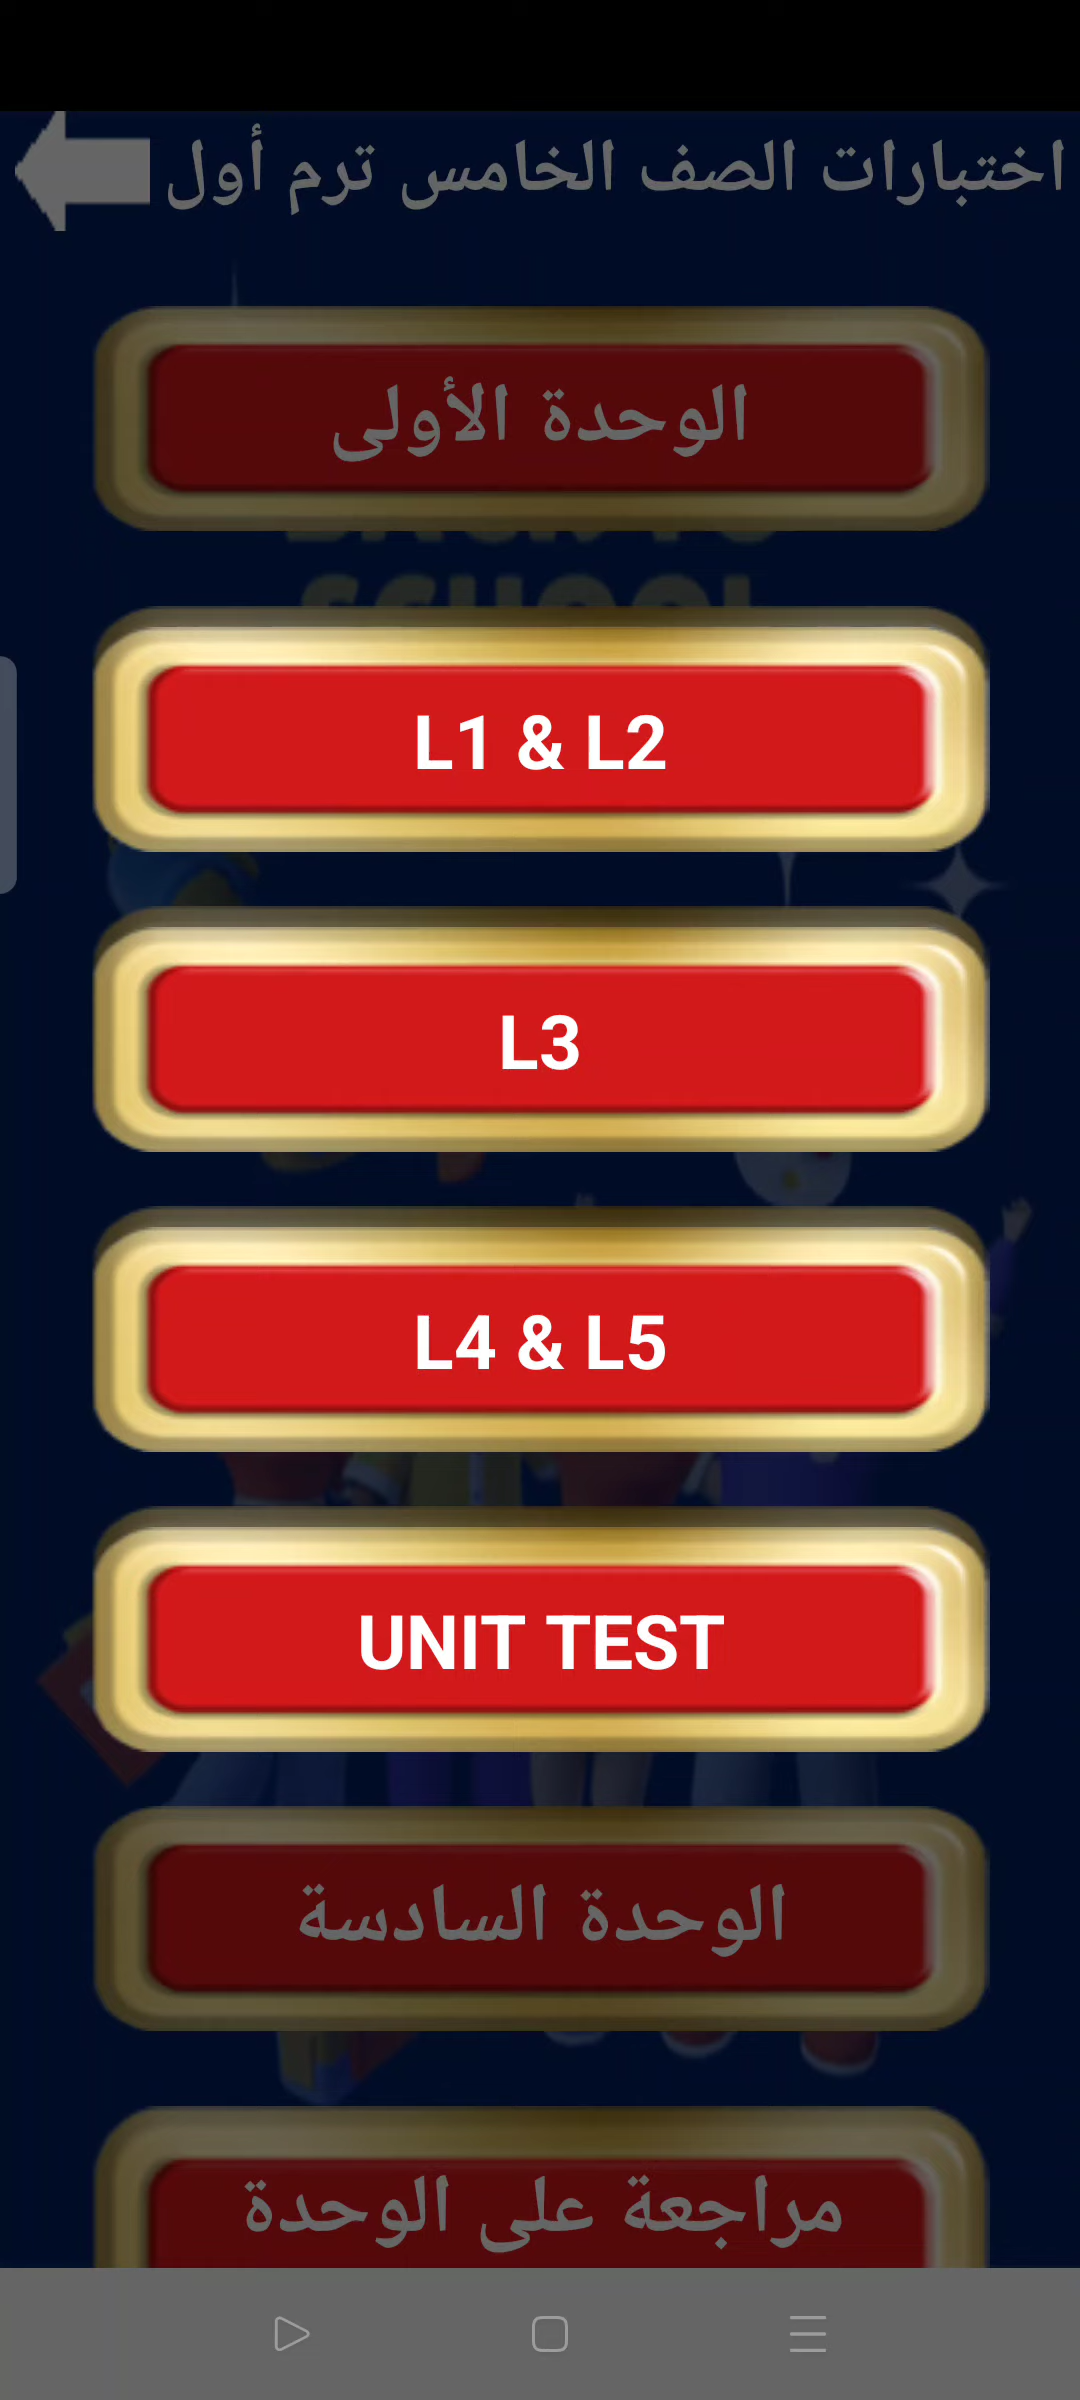 اختبارات الصف الخامس ترم أول
الوحدة الأولى
L1 & L2
L3
L4 & L5
UNIT TEST
الوحدة السادسة
مراجعة على الوحدة